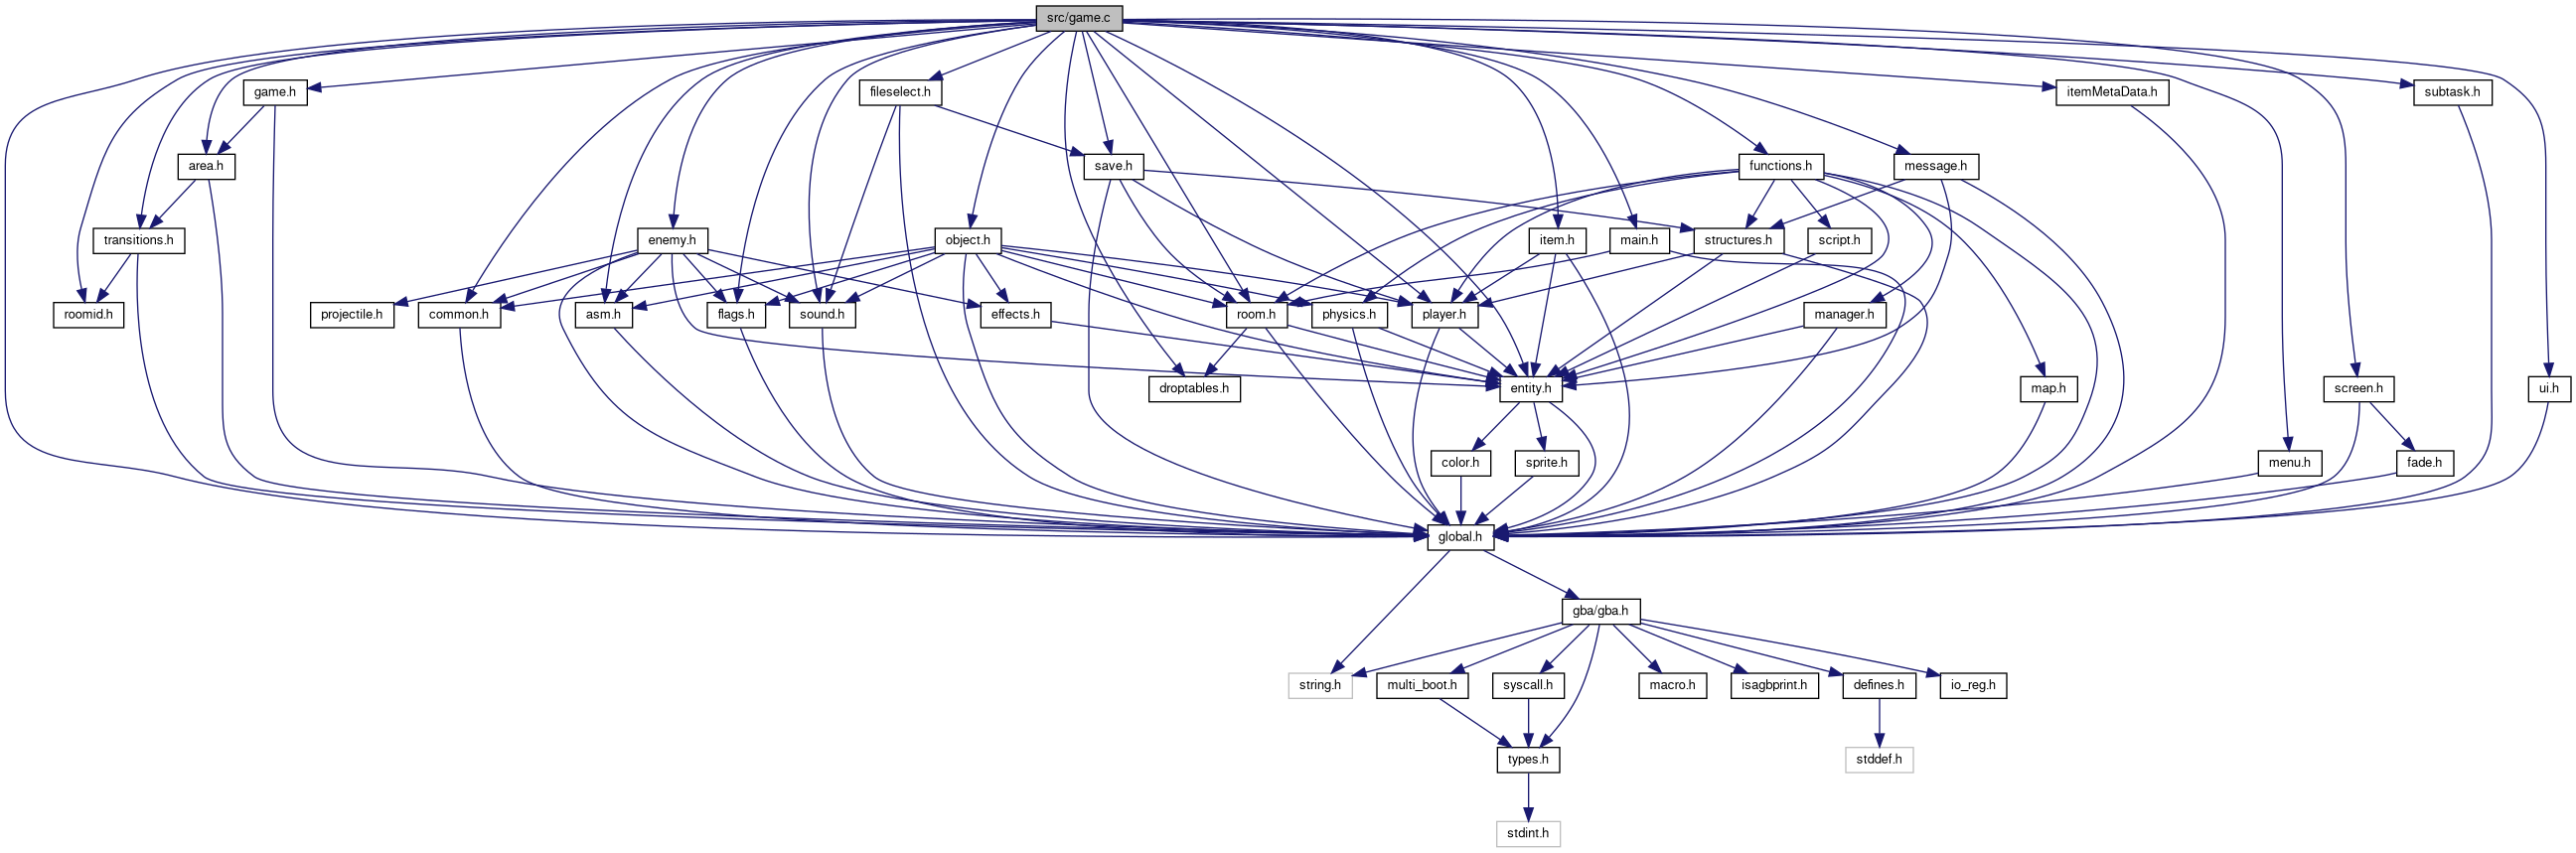 src/game.c
game.h
fileselect.h
itemMetaData.h
subtask.h
area.h
save.h
functions.h
message.h
transitions.h
enemy.h
object.h
item.h
main.h
structures.h
script.h
roomid.h
projectile.h
common.h
asm.h
flags.h
sound.h
effects.h
room.h
physics.h
player.h
manager.h
droptables.h
entity.h
map.h
screen.h
ui.h
color.h
sprite.h
menu.h
fade.h
global.h
gba/gba.h
string.h
multi_boot.h
syscall.h
macro.h
isagbprint.h
defines.h
io_reg.h
types.h
stddef.h
stdint.h